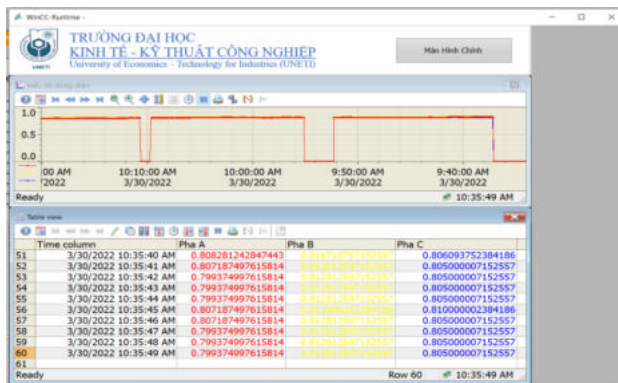 WinCC-Runtime -
TRƯỜNG ĐẠI HỌC
KINH TẾ - KỸ THUẬT CÔNG NGHIỆP
University of Economics - Technology for Industries (UNETI)
UNETI
Màn Hình Chính
1.0
0.5
0.0
:00 AM 10:10:00 AM 10:00:00 AM 9:50:00 AM 9:40:00 AM
/2022 3/30/2022 3/30/2022 3/30/2022 3/30/2022
Ready 10:35:49 AM
Table view
Time column Pha A Pha B Pha C
51 3/30/2022 10:35:40 AM 0.808281242847443 0.806093752384186
52 3/30/2022 10:35:41 AM 0.807187497615814 0.805000007152557
53 3/30/2022 10:35:42 AM 0.799374997615814 0.805000007152557
54 3/30/2022 10:35:43 AM 0.799374997615814 0.805000007152557
55 3/30/2022 10:35:44 AM 0.799374997615814 0.805000007152557
56 3/30/2022 10:35:45 AM 0.807187497615814 0.810000002384186
57 3/30/2022 10:35:46 AM 0.807187497615814 0.805000007152557
58 3/30/2022 10:35:47 AM 0.799374997615814 0.805000007152557
59 3/30/2022 10:35:48 AM 0.799374997615814 0.805000007152557
60 3/30/2022 10:35:49 AM 0.799374997615814 0.805000007152557
61
Ready Row 60 10:35:49 AM